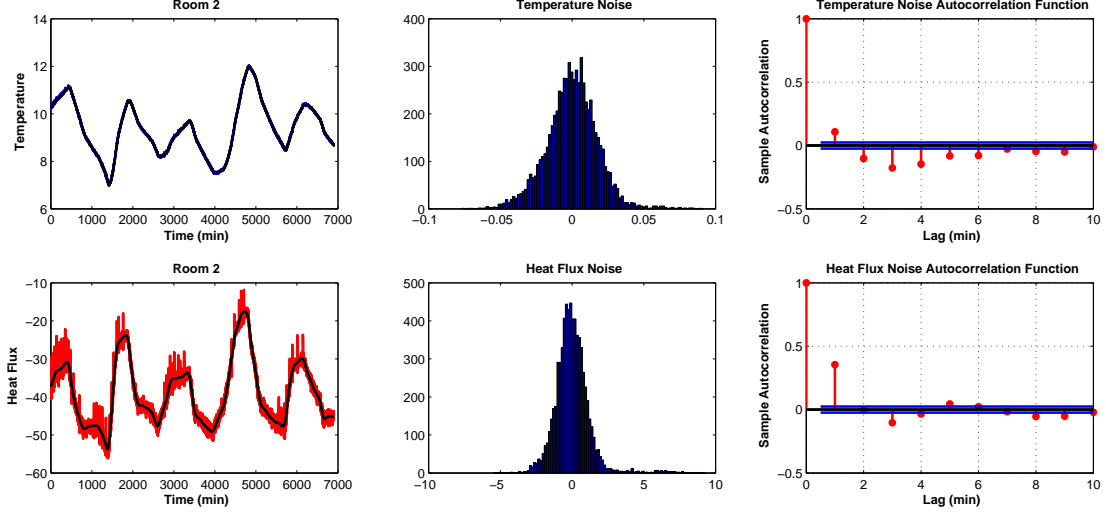 Room 2
Temperature
14
12
10
8
6
0 1000 2000 3000 4000 5000 6000 7000
Time (min)
Temperature Noise
400
300
200
100
0
−0.1 −0.05 0 0.05 0.1
Temperature Noise Autocorrelation Function
Sample Autocorrelation
1
0.5
0
−0.5
0 2 4 6 8 10
Lag (min)
Room 2
Heat Flux
−10
−20
−30
−40
−50
−60
0 1000 2000 3000 4000 5000 6000 7000
Time (min)
Heat Flux Noise
500
400
300
200
100
0
−10 −5 0 5 10
Heat Flux Noise Autocorrelation Function
Sample Autocorrelation
1
0.5
0
−0.5
0 2 4 6 8 10
Lag (min)